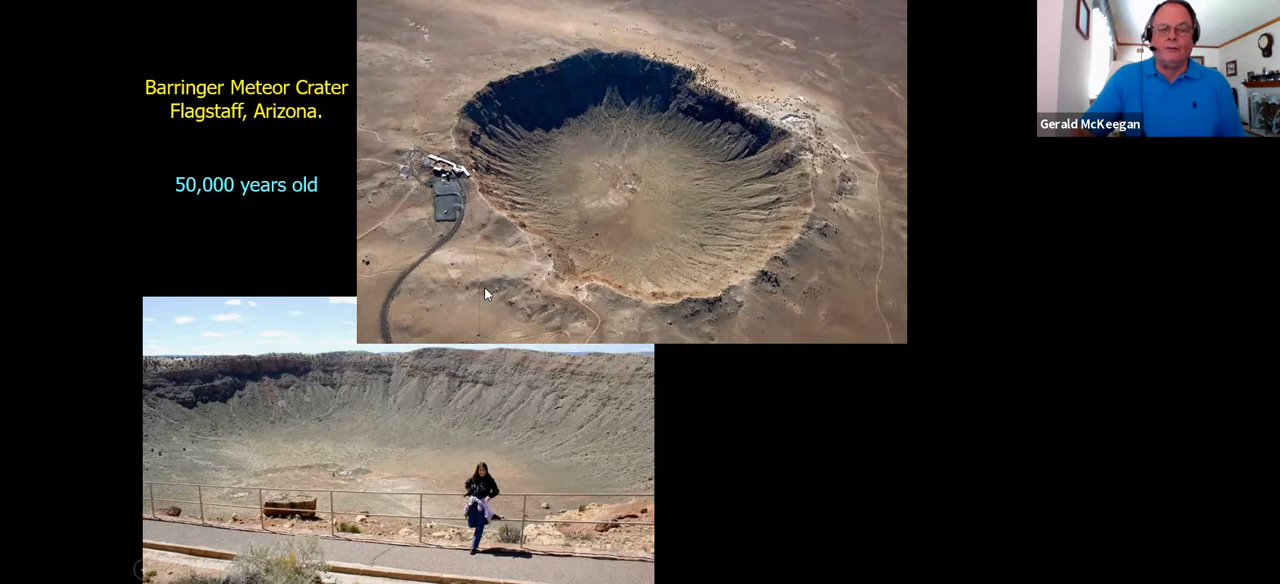 Barringer Meteor Crater
Flagstaff, Arizona.
50,000 years old
Gerald McKeegan